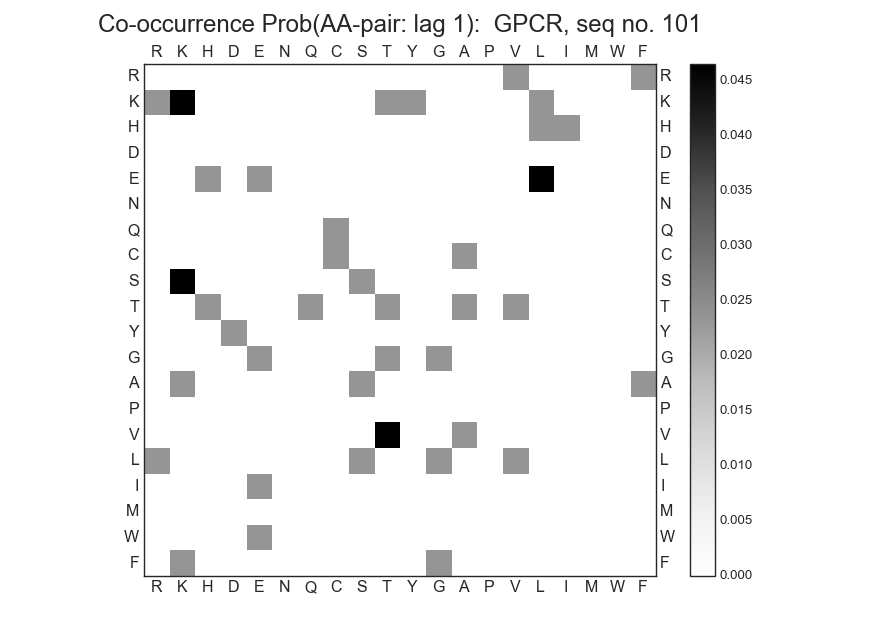 Co-occurrence Prob(AA-pair: lag 1):  GPCR, seq no. 101
R K H D E N Q C S T Y G A P V L I M W F
R R 0.045
K K
H H 0.040
D D
E E 0.035
N N
Q Q 0.030
C C
S S
T T 0.025
Y Y
G G 0.020
A A
P P 0.015
V V
L L 0.010
I I
M M 0.005
W W
F F 0.000
R K H D E N Q C S T Y G A P V L I M W F